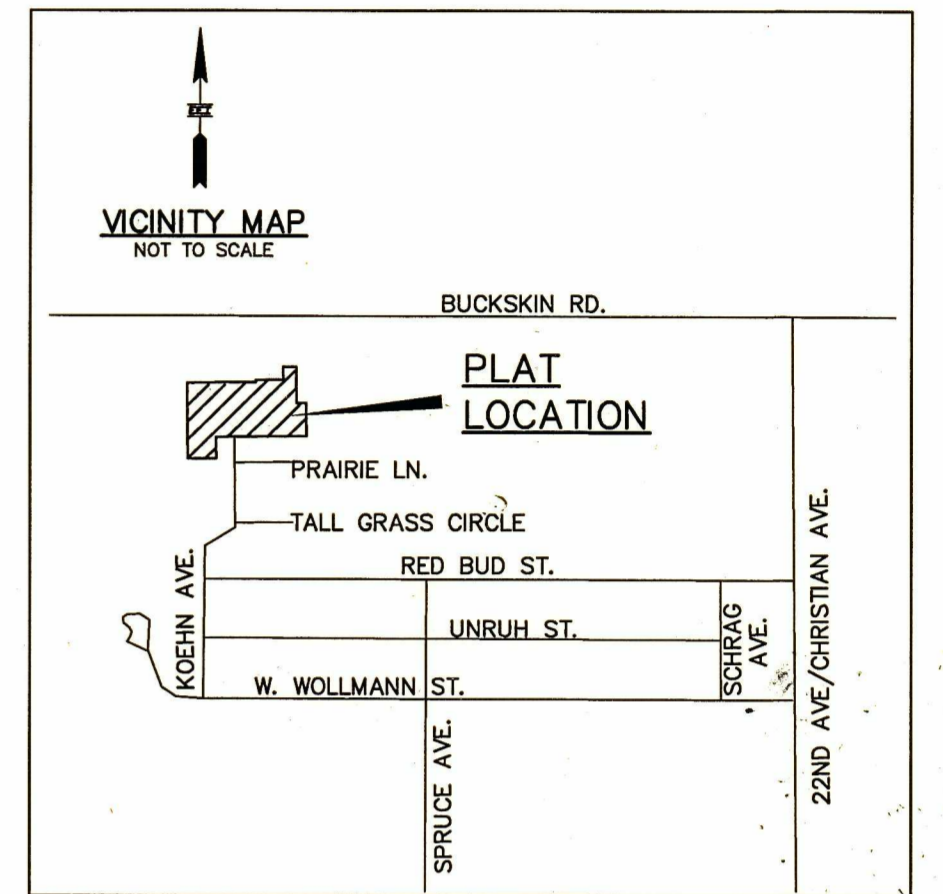 VICINITY MAP
NOT TO SCALE
BUCKSKIN RD.
PLAT
LOCATION
PRAIRIE LN.
TALL GRASS CIRCLE
RED BUD ST.
KOEHN AVE.
UNRUH ST.
SCHRAG
AVE.
W. WOLLMANN ST.
SPRUCE AVE.
22ND AVE/CHRISTIAN AVE.